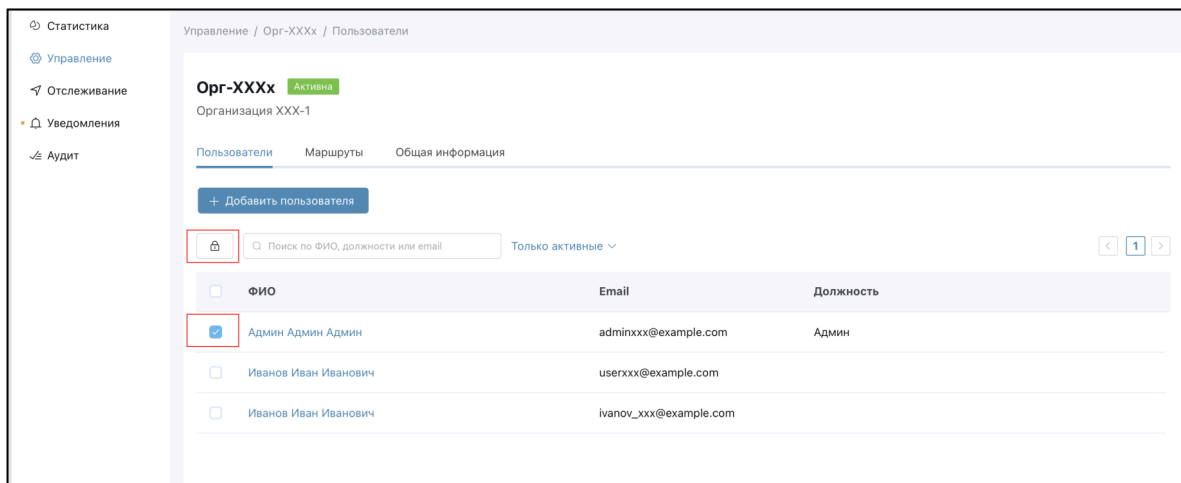 Статистика
Управление
Отслеживание
Уведомления
Аудит
Управление / Орг-XXXx / Пользователи
Орг-XXXx Активна
Организация XXX-1
Пользователи Маршруты Общая информация
+ Добавить пользователя
Поиск по ФИО, должности или email Только активные < 1 >
ФИО Email Должность
Админ Админ Админ adminxxx@example.com Админ
Иванов Иван Иванович userxxx@example.com
Иванов Иван Иванович ivanov_xxx@example.com